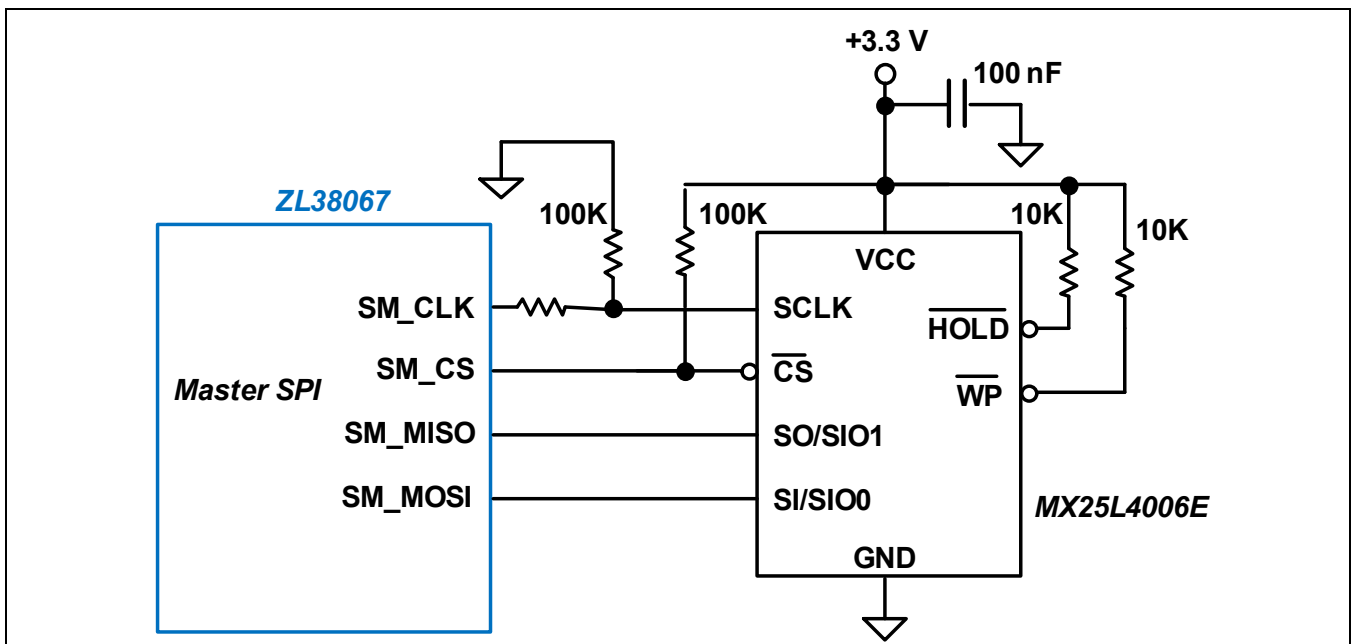 +3.3 V
100 nF
ZL38067
100K
100K
10K
10K
VCC
SM_CLK
SCLK
HOLD
SM_CS
CS
Master SPI
WP
SM_MISO
SO/SIO1
SM_MOSI
SI/SIO0
MX25L4006E
GND